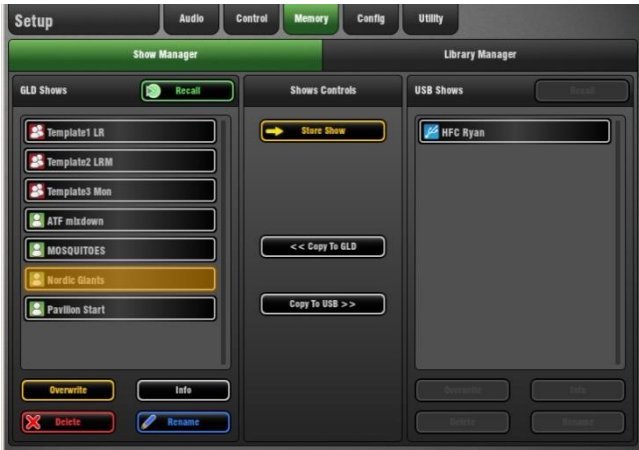 Setup
Audio
Control
Memory
Config
Utility
Show Manager
Library Manager
GLD Shows
Recall
Shows Controls
USB Shows
Recall
Template1 LR
Template2 LRM
Template3 Mon
ATF mixdown
MOSQUITOES
Nordic Giants
Pavilion Start
Store Show
<< Copy To GLD
Copy To USB >>
HFC Ryan
Overwrite
Info
Delete
Rename
Overwrite
Info
Delete
Rename